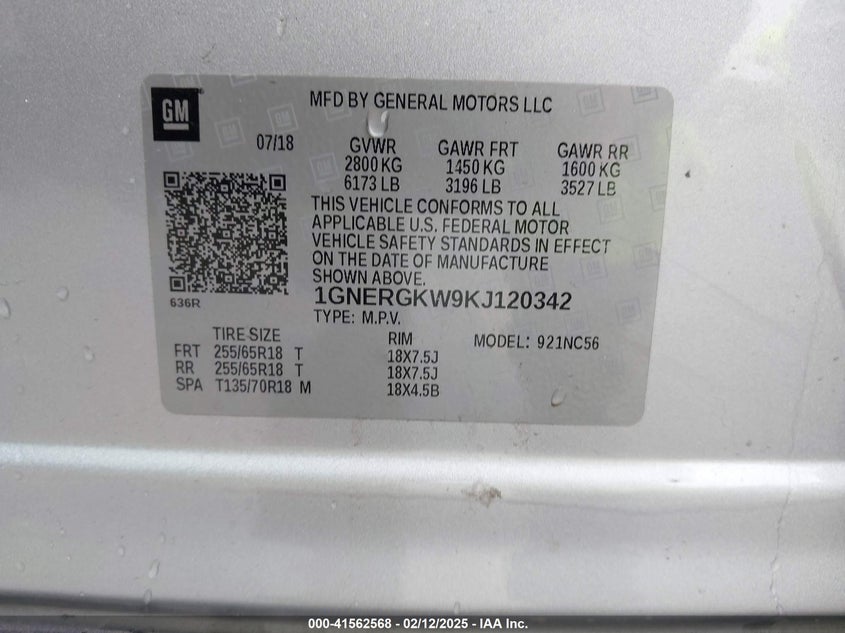 GM
MFD BY GENERAL MOTORS LLC
07/18 GVWR GAWR FRT GAWR RR
2800 KG 1450 KG 1600 KG
6173 LB 3196 LB 3527 LB
THIS VEHICLE CONFORMS TO ALL
APPLICABLE U.S. FEDERAL MOTOR
VEHICLE SAFETY STANDARDS IN EFFECT
ON THE DATE OF MANUFACTURE
SHOWN ABOVE.
636R
1GNERGKW9KJ120342
TYPE: M.P.V.
TIRE SIZE RIM MODEL: 921NC56
FRT 255/65R18 T 18X7.5J
RR 255/65R18 T 18X7.5J
SPA T135/70R18 M 18X4.5B
000-41562568 - 02/12/2025 - IAA Inc.